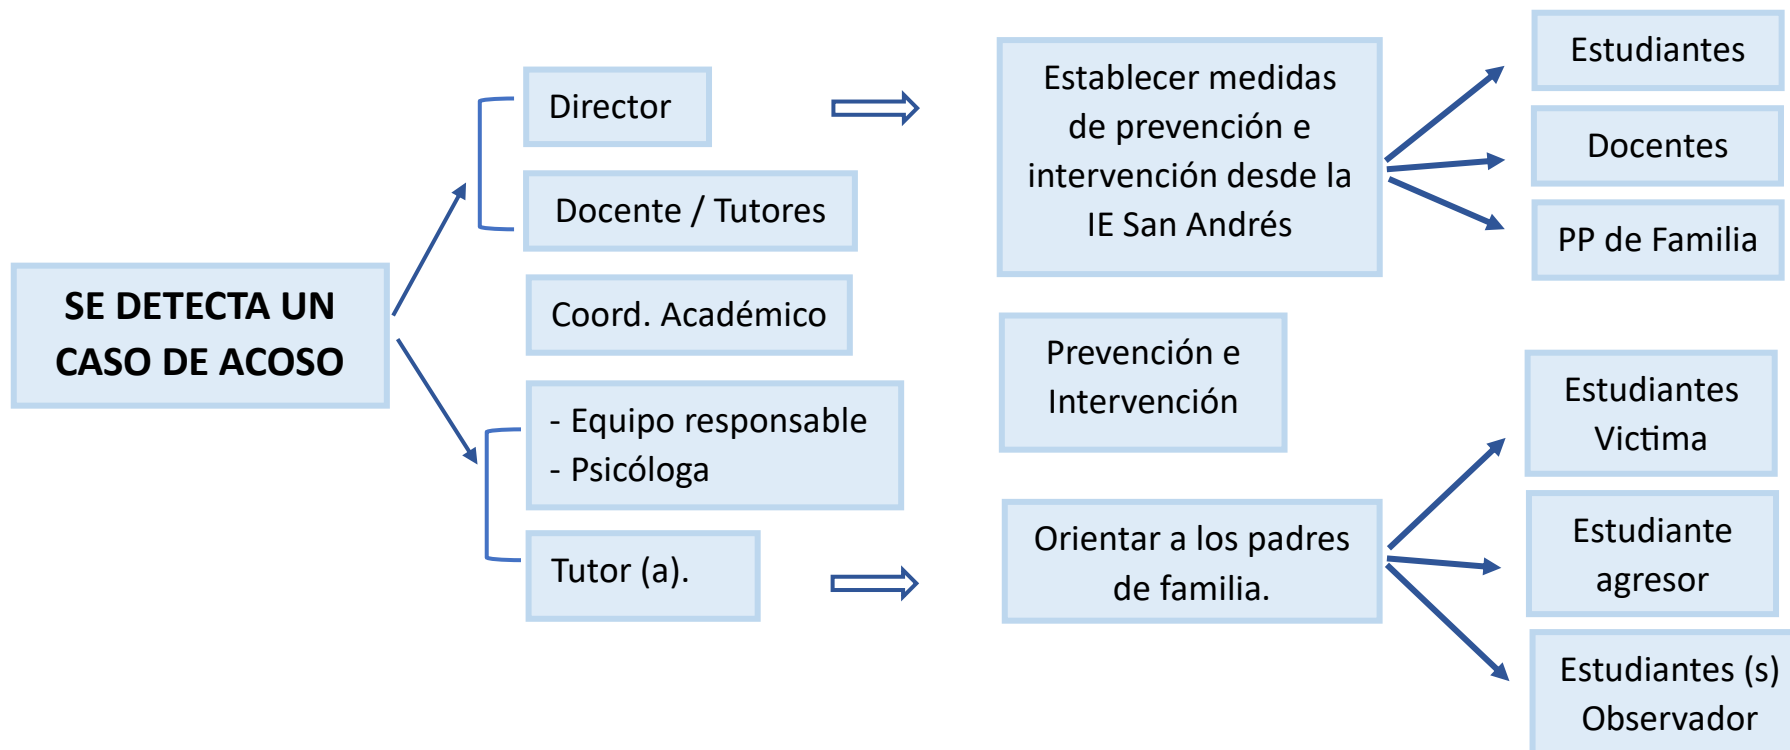 SE DETECTA UN
CASO DE ACOSO
Director
Docente / Tutores
Coord. Académico
- Equipo responsable
- Psicóloga
Tutor (a).
Establecer medidas
de prevención e
intervención desde la
IE San Andrés
Prevención e
Intervención
Orientar a los padres
de familia.
Estudiantes
Docentes
PP de Familia
Estudiantes
Victima
Estudiante
agresor
Estudiantes (s)
Observador